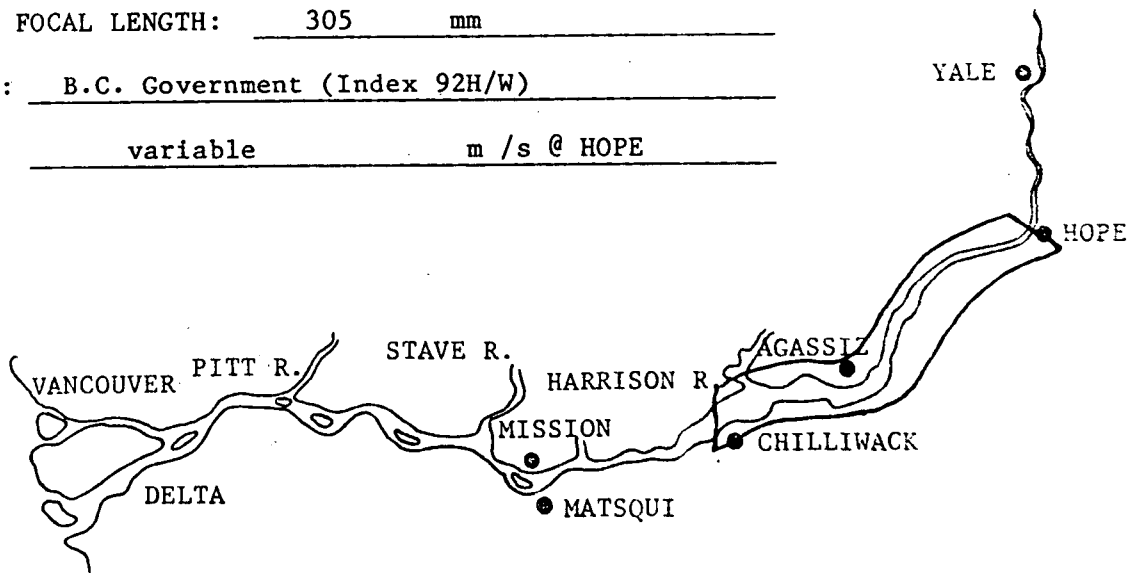 FOCAL LENGTH: 305 mm
: B.C. Government (Index 92H/W)
variable m /s @ HOPE
YALE
HOPE
STAVE R.
AGASSIZ
PITT R.
VANCOUVER
HARRISON R.
MISSION
CHILLIWACK
DELTA
MATSQUI